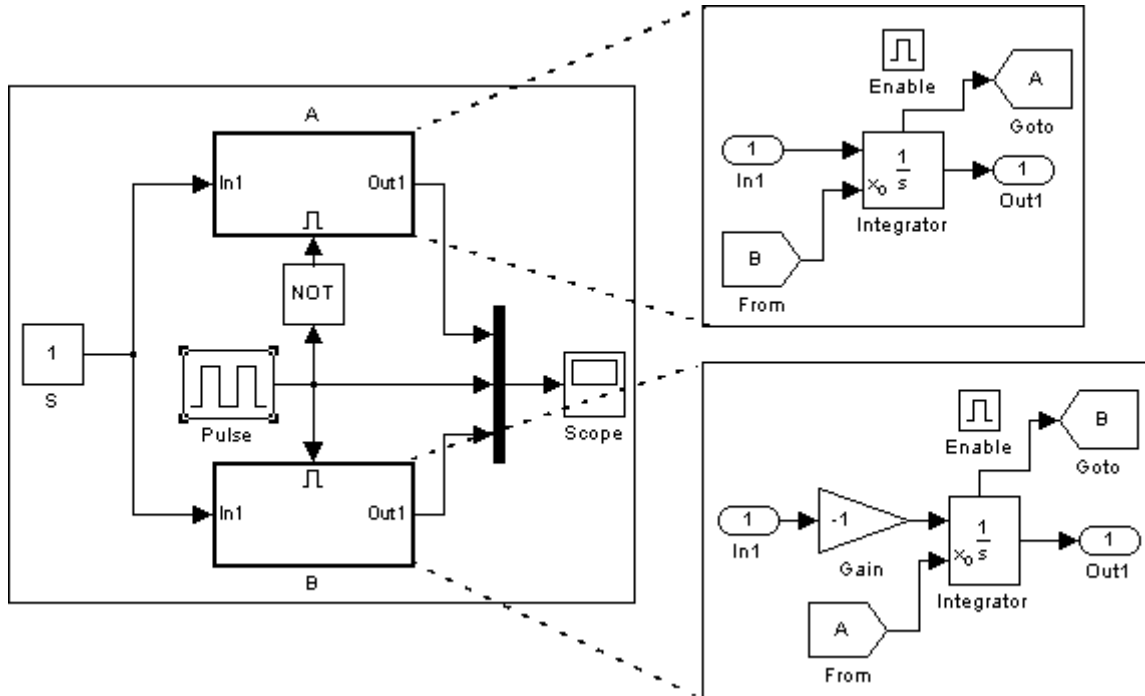 A
In1
Out1
NOT
1
S
Pulse
Scope
In1
Out1
B
Enable
A
Goto
1
In1
1
s
x0
Integrator
1
Out1
B
From
Enable
B
Goto
1
In1
-1
Gain
1
s
x0
Integrator
1
Out1
A
From